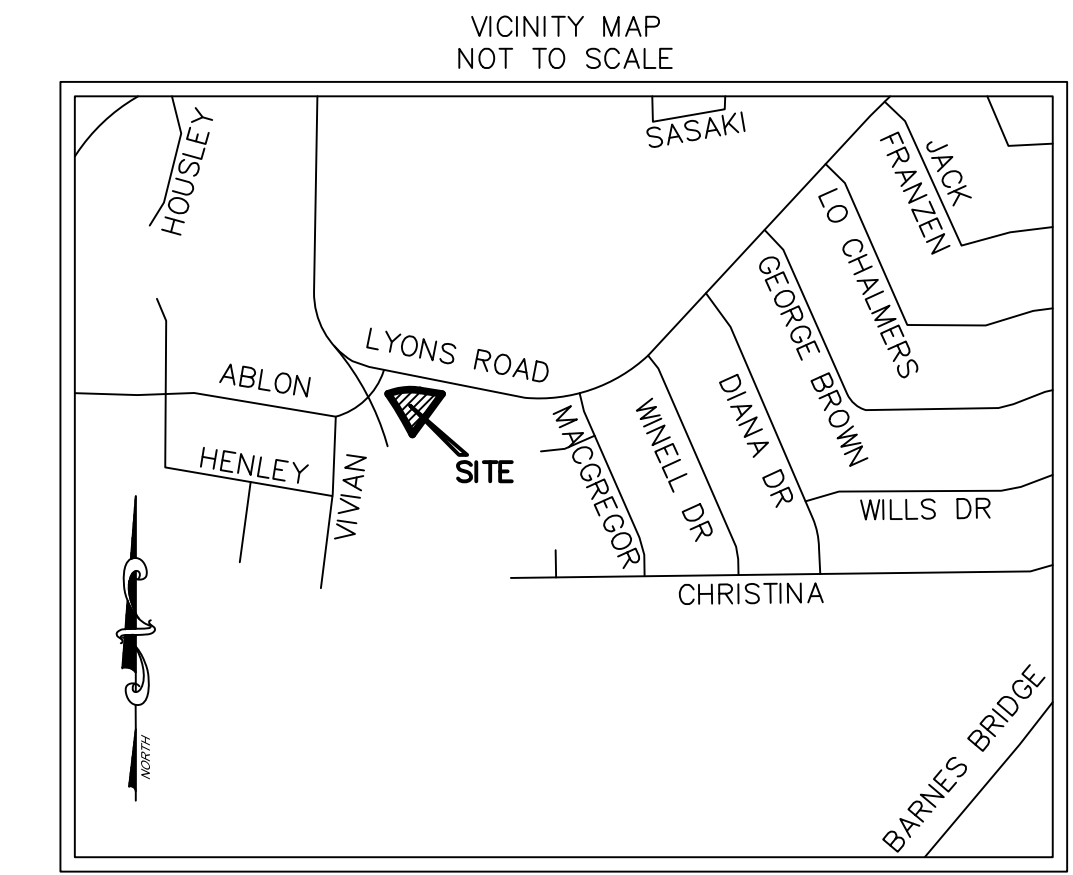 VICINITY MAP
NOT TO SCALE
HOUSLEY
SASAKI
JACK
FRANZEN
LO CHALMERS
GEORGE BROWN
LYONS ROAD
ABLON
DIANA DR
WINELL DR
MACGREGOR
HENLEY
VIVIAN
SITE
WILLS DR
CHRISTINA
BARNES BRIDGE
NORTH